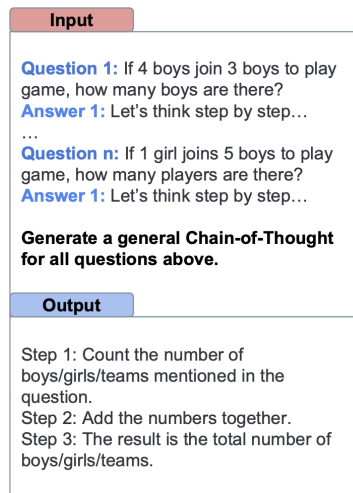 Input
Question 1: If 4 boys join 3 boys to play
game, how many boys are there?
Answer 1: Let’s think step by step…
…
Question n: If 1 girl joins 5 boys to play
game, how many players are there?
Answer 1: Let’s think step by step…
Generate a general Chain-of-Thought
for all questions above.
Output
Step 1: Count the number of
boys/girls/teams mentioned in the
question.
Step 2: Add the numbers together.
Step 3: The result is the total number of
boys/girls/teams.